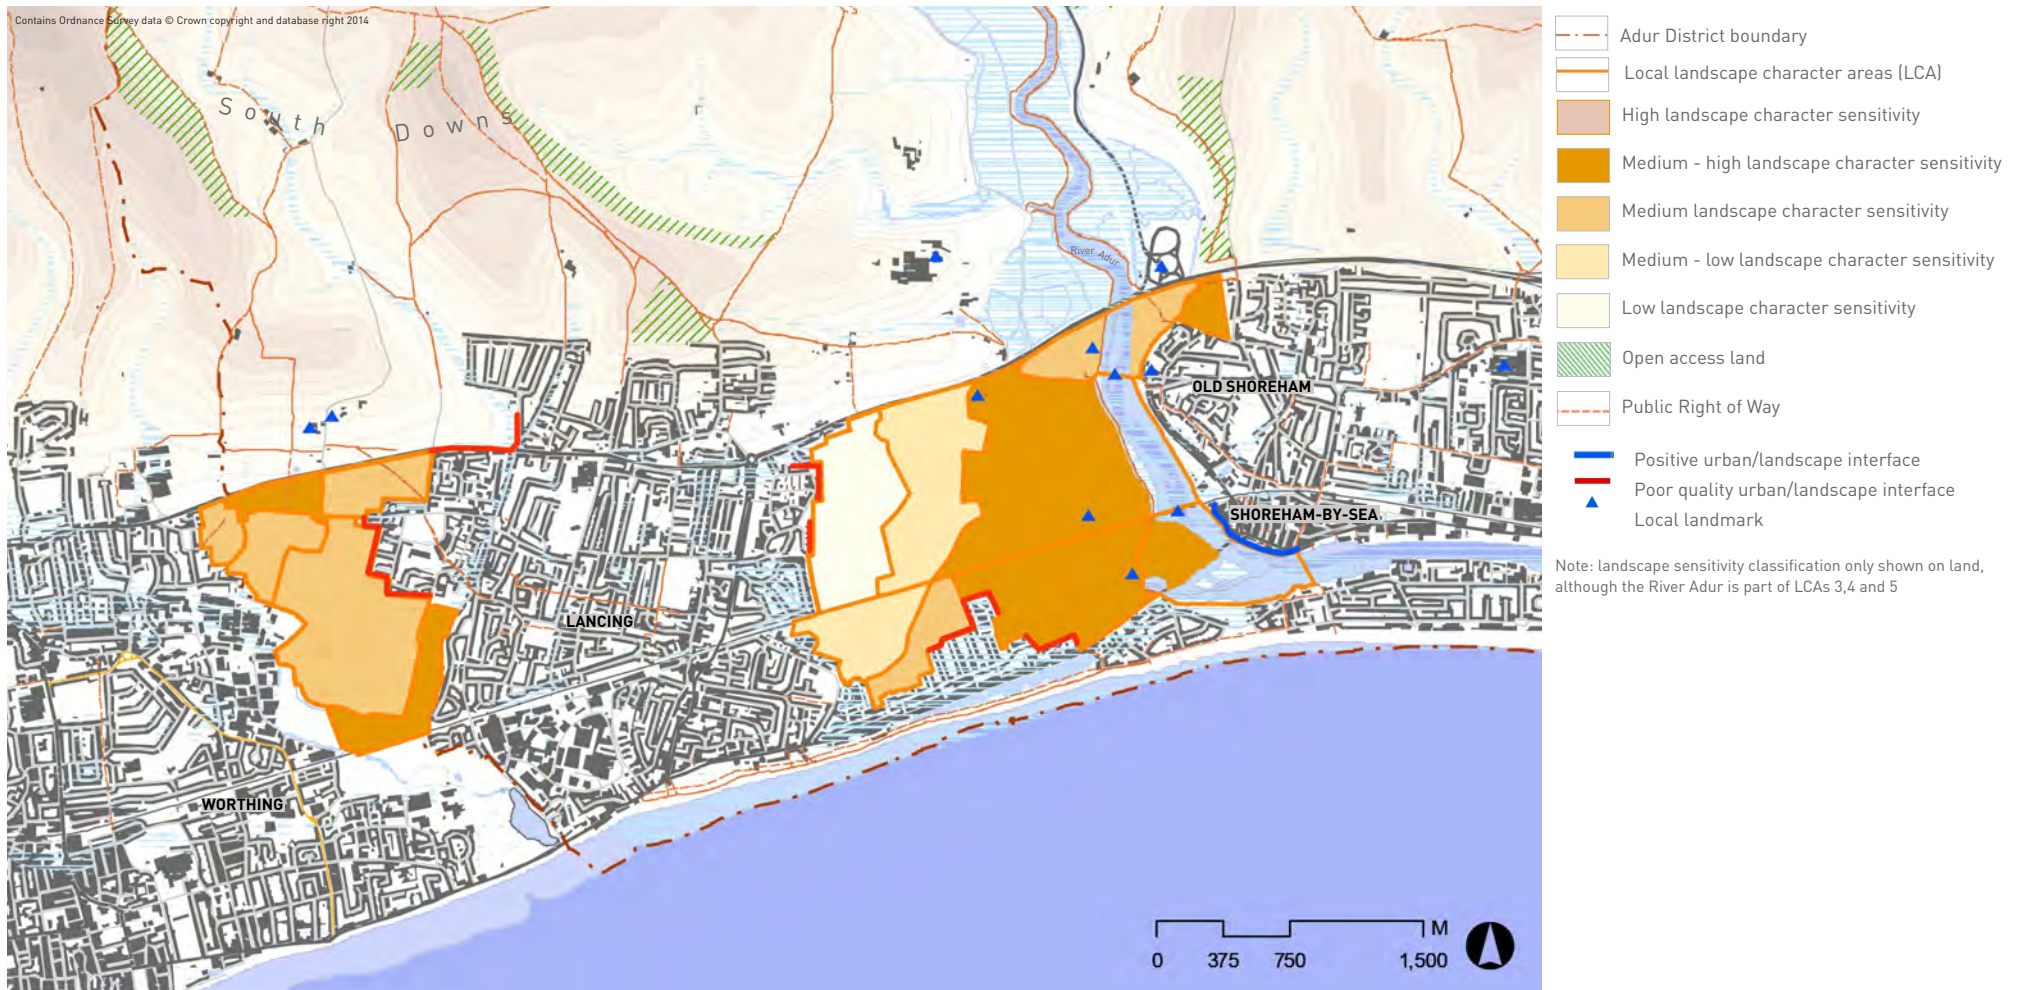 Contains Ordnance Survey data © Crown copyright and database right 2014
South Downs
River Adur
OLD SHOREHAM
SHOREHAM-BY-SEA
LANCING
WORTHING
M
0 375 750 1,500
Adur District boundary
Local landscape character areas (LCA)
High landscape character sensitivity
Medium - high landscape character sensitivity
Medium landscape character sensitivity
Medium - low landscape character sensitivity
Low landscape character sensitivity
Open access land
Public Right of Way
Positive urban/landscape interface
Poor quality urban/landscape interface
Local landmark
Note: landscape sensitivity classification only shown on land,
although the River Adur is part of LCAs 3,4 and 5